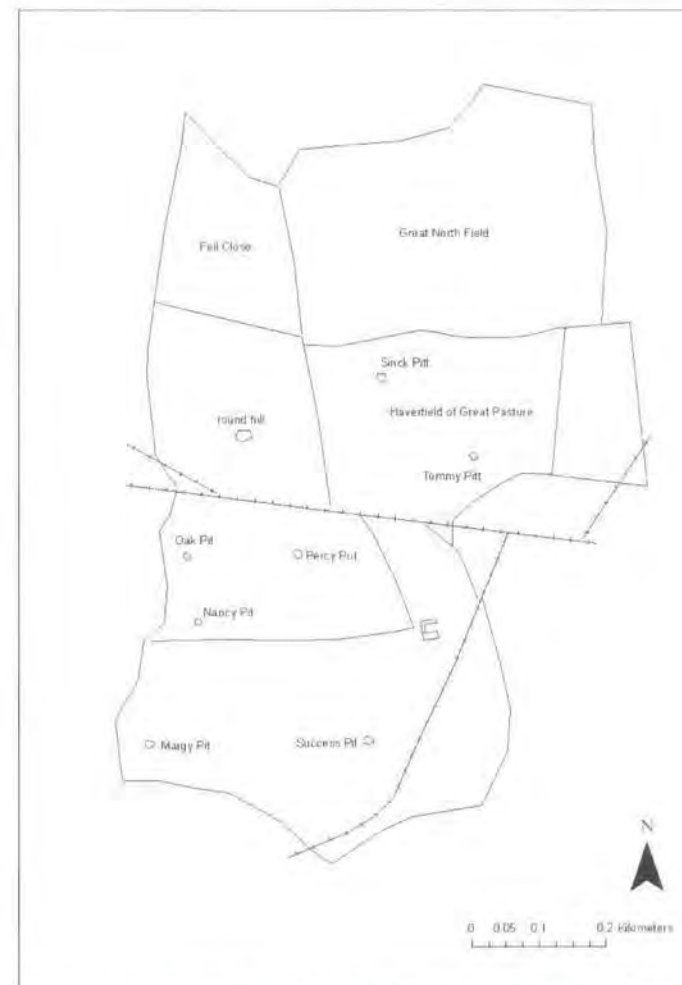 Fell Close
Great North Field
Sinck Pitt
Haverfield of Great Pasture
round hill
Tommy Pitt
Oak Pit
Percy Put
Nancy Pit
Margy Pit
Success Pit
N
0 0.05 0.1 0.2 Kilometers